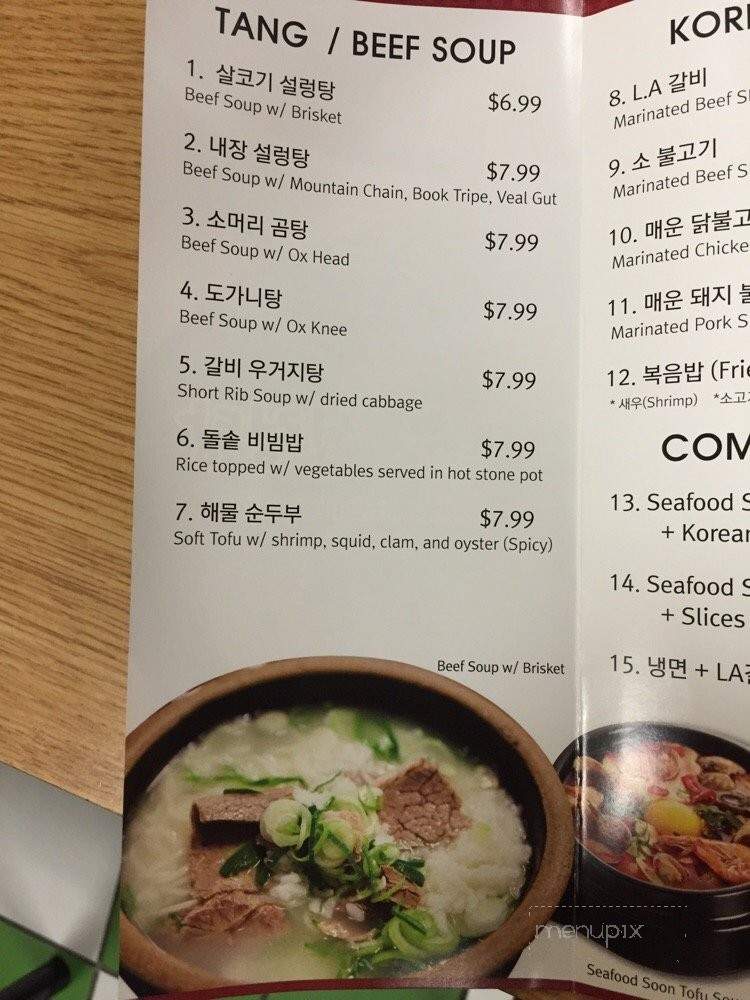 TANG / BEEF SOUP
1. 살코기 설렁탕 $6.99
Beef Soup w/ Brisket
2. 내장 설렁탕 $7.99
Beef Soup w/ Mountain Chain, Book Tripe, Veal Gut
3. 소머리 곰탕 $7.99
Beef Soup w/ Ox Head
4. 도가니탕 $7.99
Beef Soup w/ Ox Knee
5. 갈비 우거지탕 $7.99
Short Rib Soup w/ dried cabbage
6. 돌솥 비빔밥 $7.99
Rice topped w/ vegetables served in hot stone pot
7. 해물 순두부 $7.99
Soft Tofu w/ shrimp, squid, clam, and oyster (Spicy)
Beef Soup w/ Brisket
8. L.A 갈비
Marinated Beef
9. 소 불고기
Marinated Beef S
10. 매운 닭불고
Marinated Chicke
11. 매운 돼지
Marinated Pork S
12. 복음밥 (Frie
* 새우(Shrimp) *소고
COM
13. Seafood S
+ Korean
14. Seafood S
+ Slices
15. 냉면 + LA
menupix
Seafood Soon Tofu